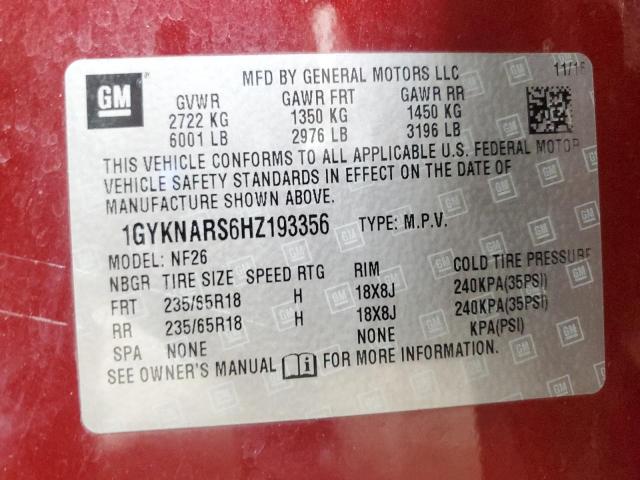 GM
MFD BY GENERAL MOTORS LLC 11/16
GVWR GAWR FRT GAWR RR
2722 KG 1350 KG 1450 KG
6001 LB 2976 LB 3196 LB
THIS VEHICLE CONFORMS TO ALL APPLICABLE U.S. FEDERAL MOTOR
VEHICLE SAFETY STANDARDS IN EFFECT ON THE DATE OF
MANUFACTURE SHOWN ABOVE.
1GYKNARS6HZ193356 TYPE: M.P.V.
MODEL: NF26
NBGR TIRE SIZE SPEED RTG RIM COLD TIRE PRESSURE
FRT 235/65R18 H 18X8J 240KPA(35PSI)
RR 235/65R18 H 18X8J 240KPA(35PSI)
SPA NONE NONE KPA(PSI)
SEE OWNER'S MANUAL FOR MORE INFORMATION.